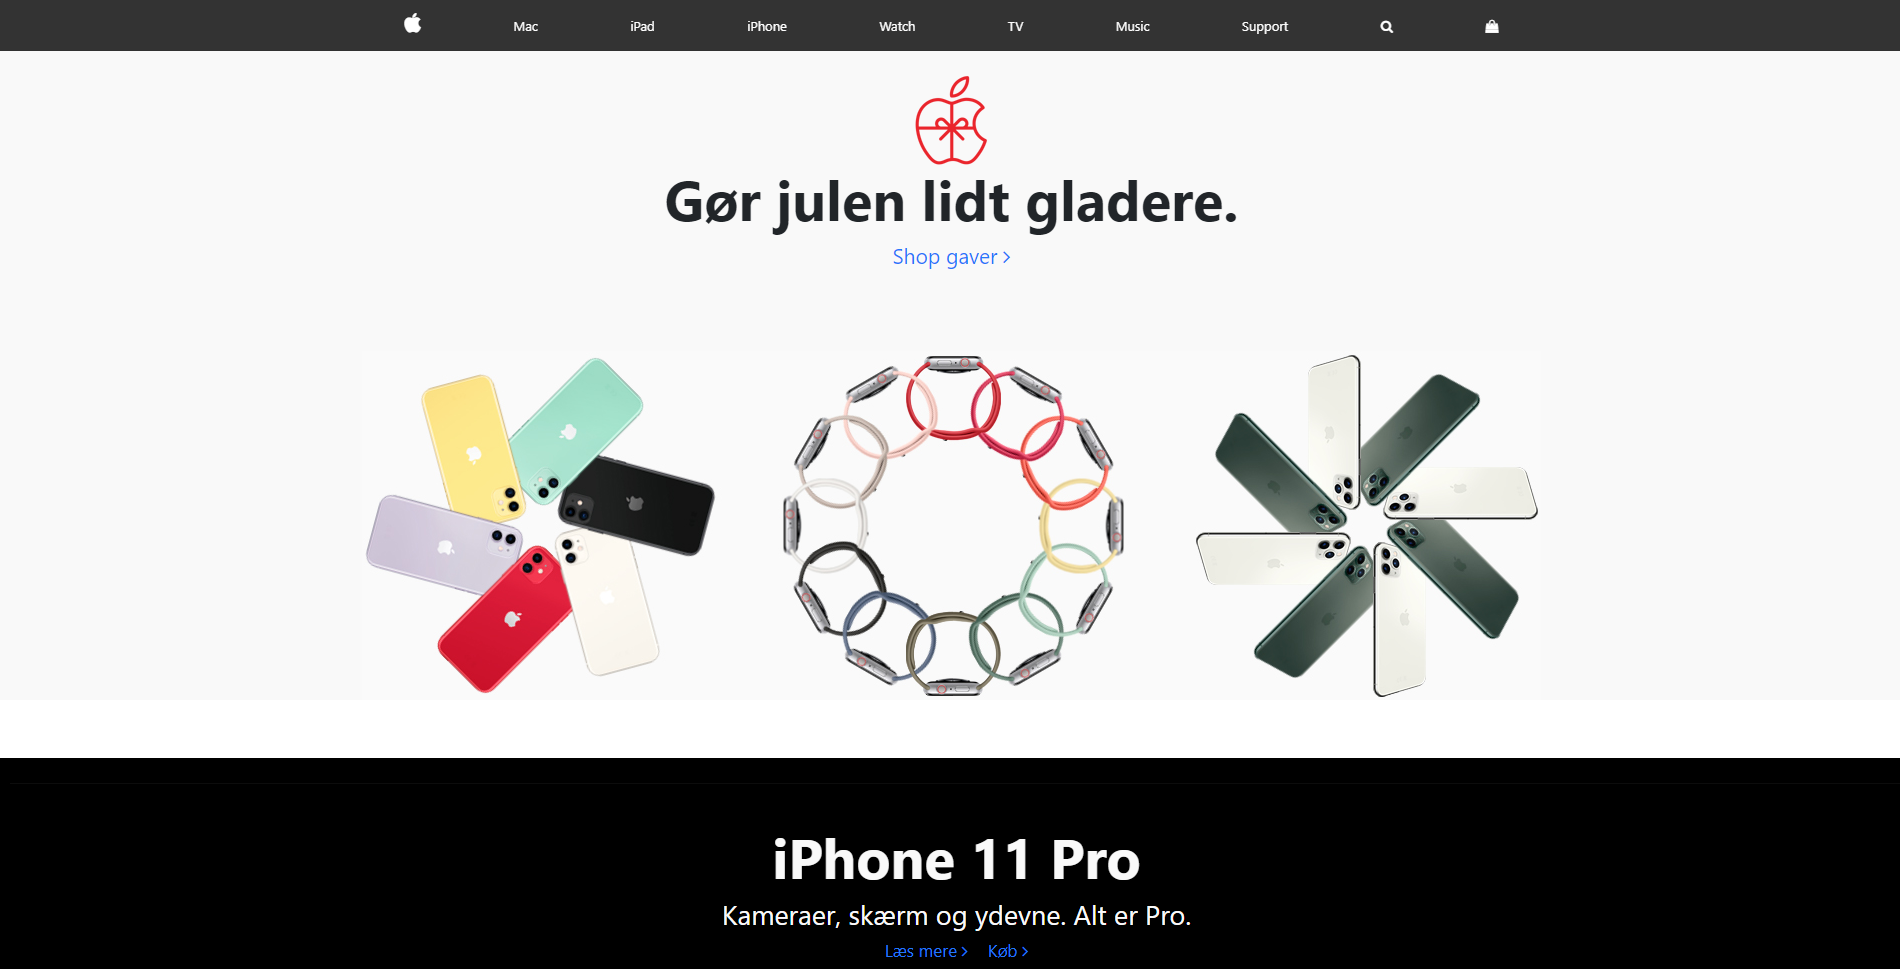 Mac iPad iPhone Watch TV Music Support
Gør julen lidt gladere.
Shop gaver >
iPhone 11 Pro
Kameraer, skærm og ydevne. Alt er Pro.
Læs mere > Køb >